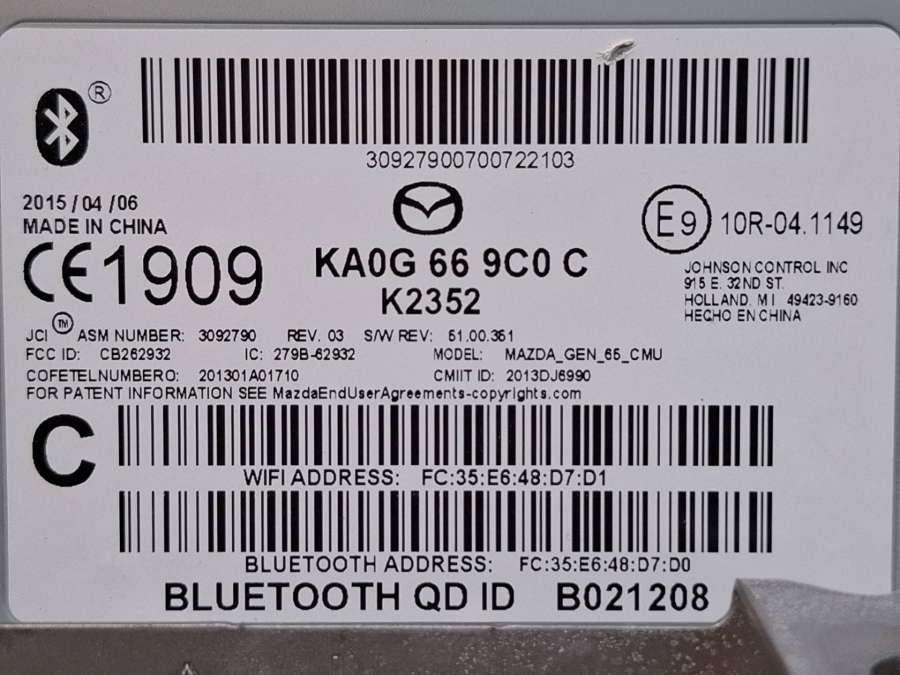 ®
30927900700722103
2015/04/06
MADE IN CHINA
CE1909
KA0G 66 9C0 C
K2352
E9 10R-04.1149
JOHNSON CONTROL INC
915 E. 32ND ST.
HOLLAND. MI 49423-9160
HECHO EN CHINA
JCI TM ASM NUMBER: 3092790 REV. 03 S/W REV: 51.00.351
FCC ID: CB262932 IC: 279B-62932 MODEL: MAZDA_GEN_65_CMU
COFETELNUMBERO: 201301A01710 CMIIT ID: 2013DJ6990
FOR PATENT INFORMATION SEE MazdaEndUserAgreements-copyrights.com
C
WIFI ADDRESS: FC:35:E6:48:D7:D1
BLUETOOTH ADDRESS: FC:35:E6:48:D7:D0
BLUETOOTH QD ID B021208